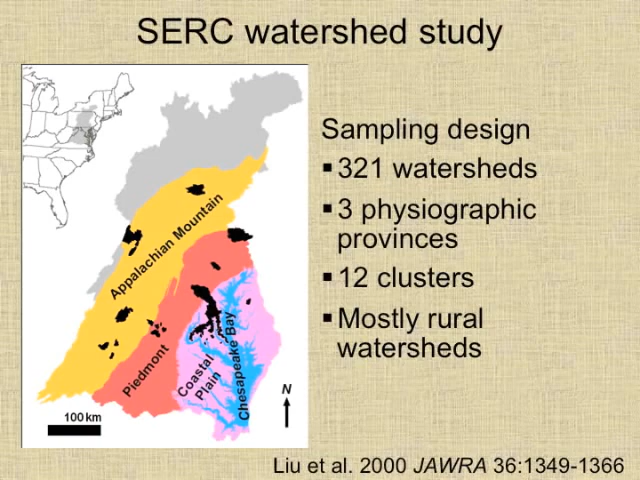 SERC watershed study
Appalachian Mountain
Piedmont
Coastal
Plain
Chesapeake Bay
N
100 km
Sampling design
▪ 321 watersheds
▪ 3 physiographic
provinces
▪ 12 clusters
▪ Mostly rural
watersheds
Liu et al. 2000 JAWRA 36:1349-1366